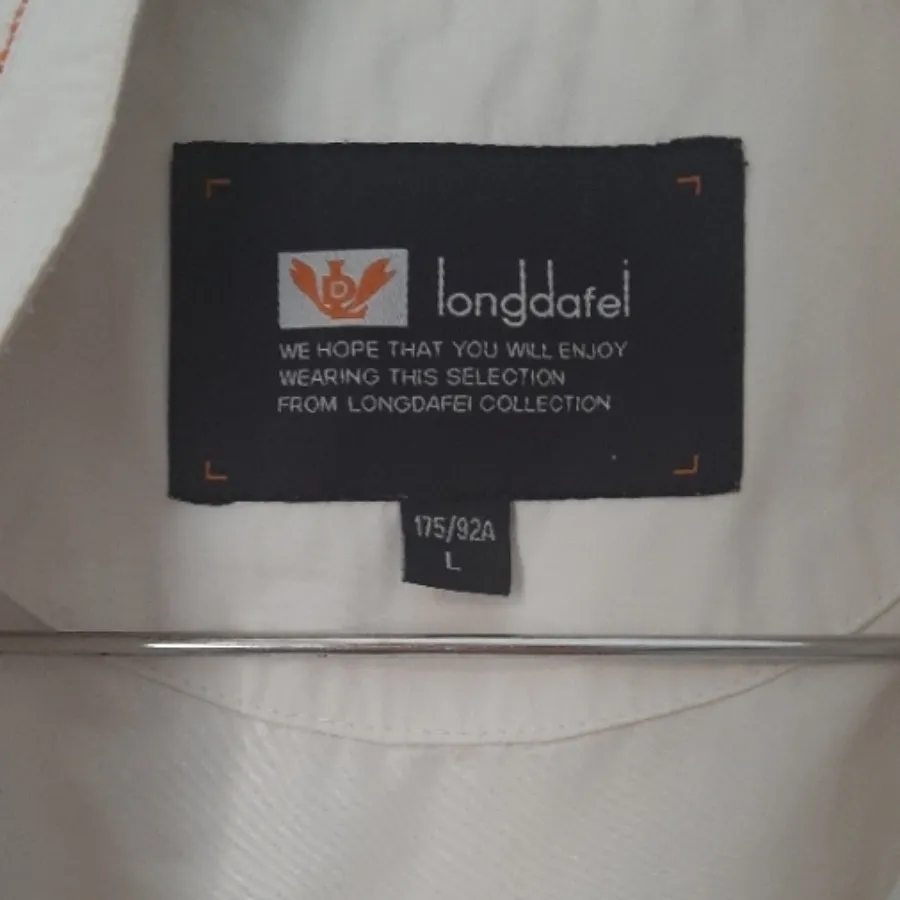 D
longdafei
WE HOPE THAT YOU WILL ENJOY
WEARING THIS SELECTION
FROM LONGDAFEI COLLECTION
175/92A
L